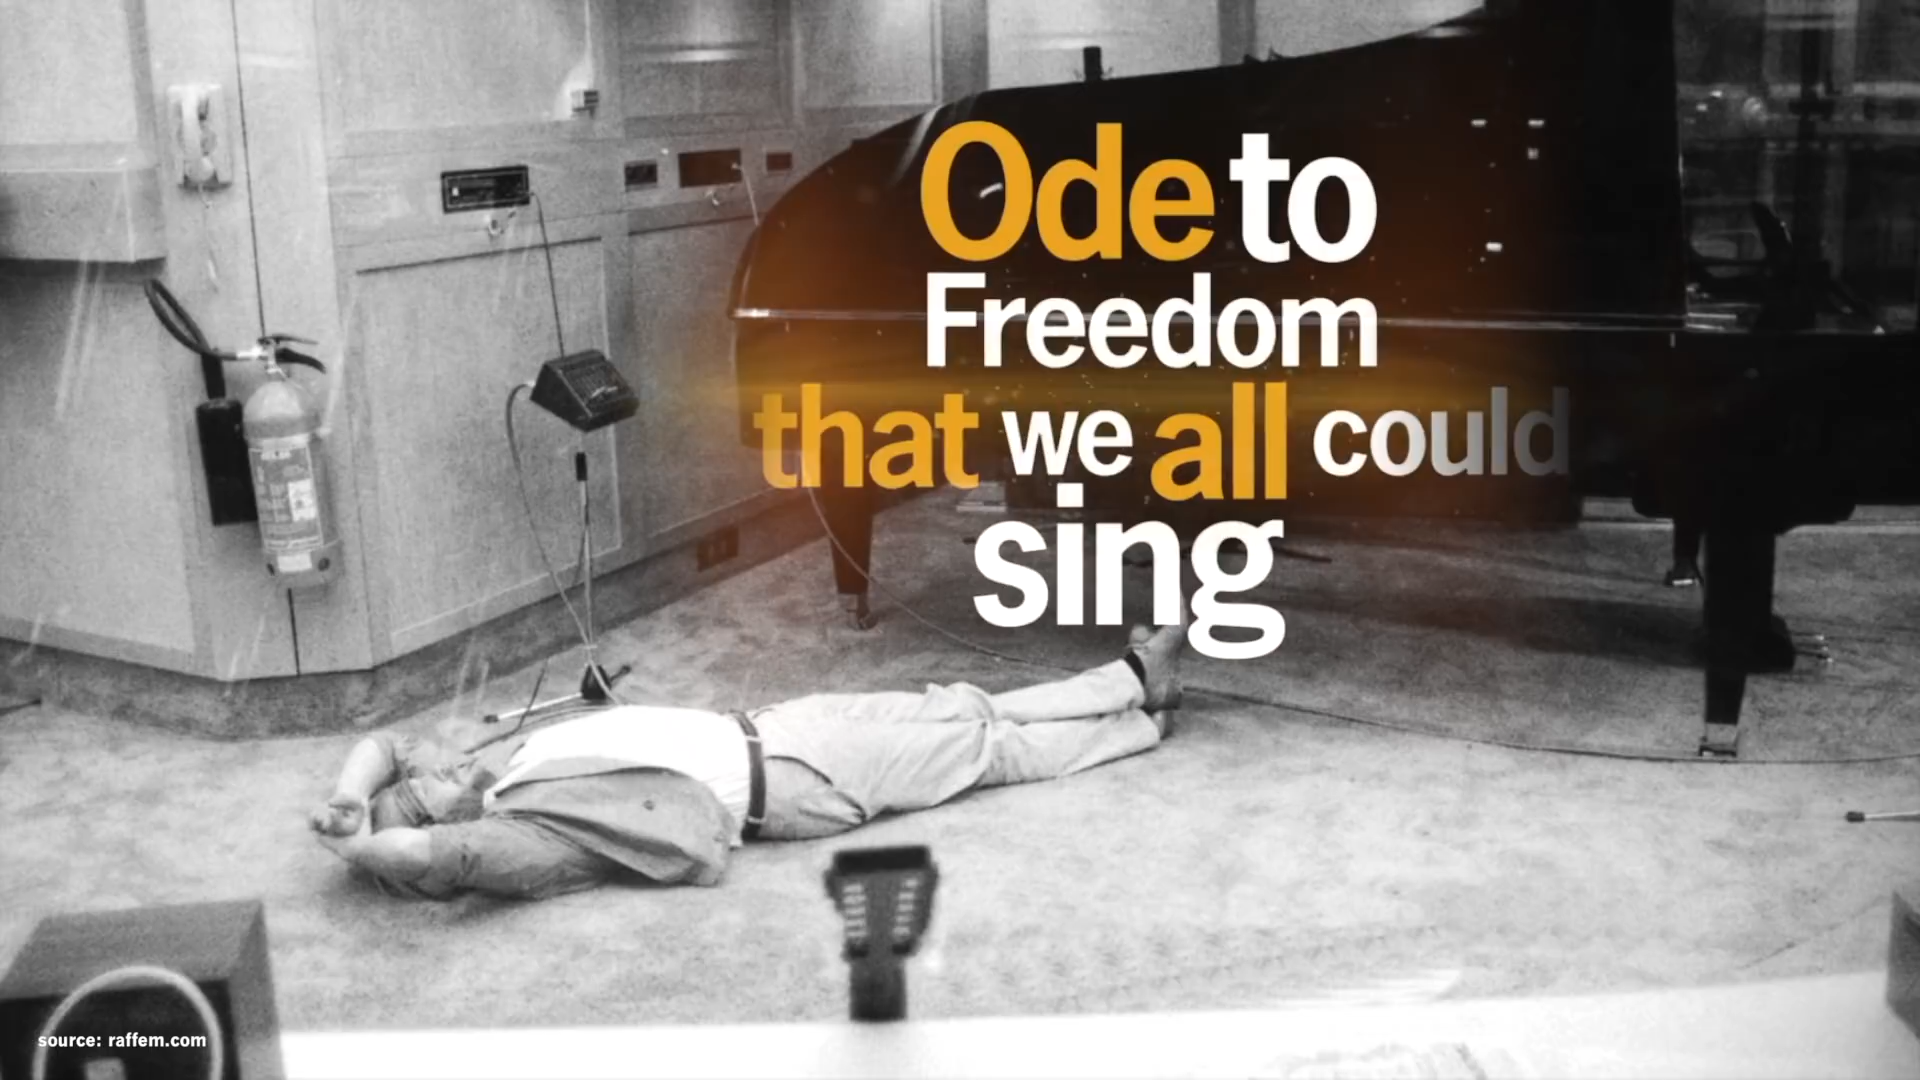 Ode to
Freedom
that we all could
sing
source: raffem.com